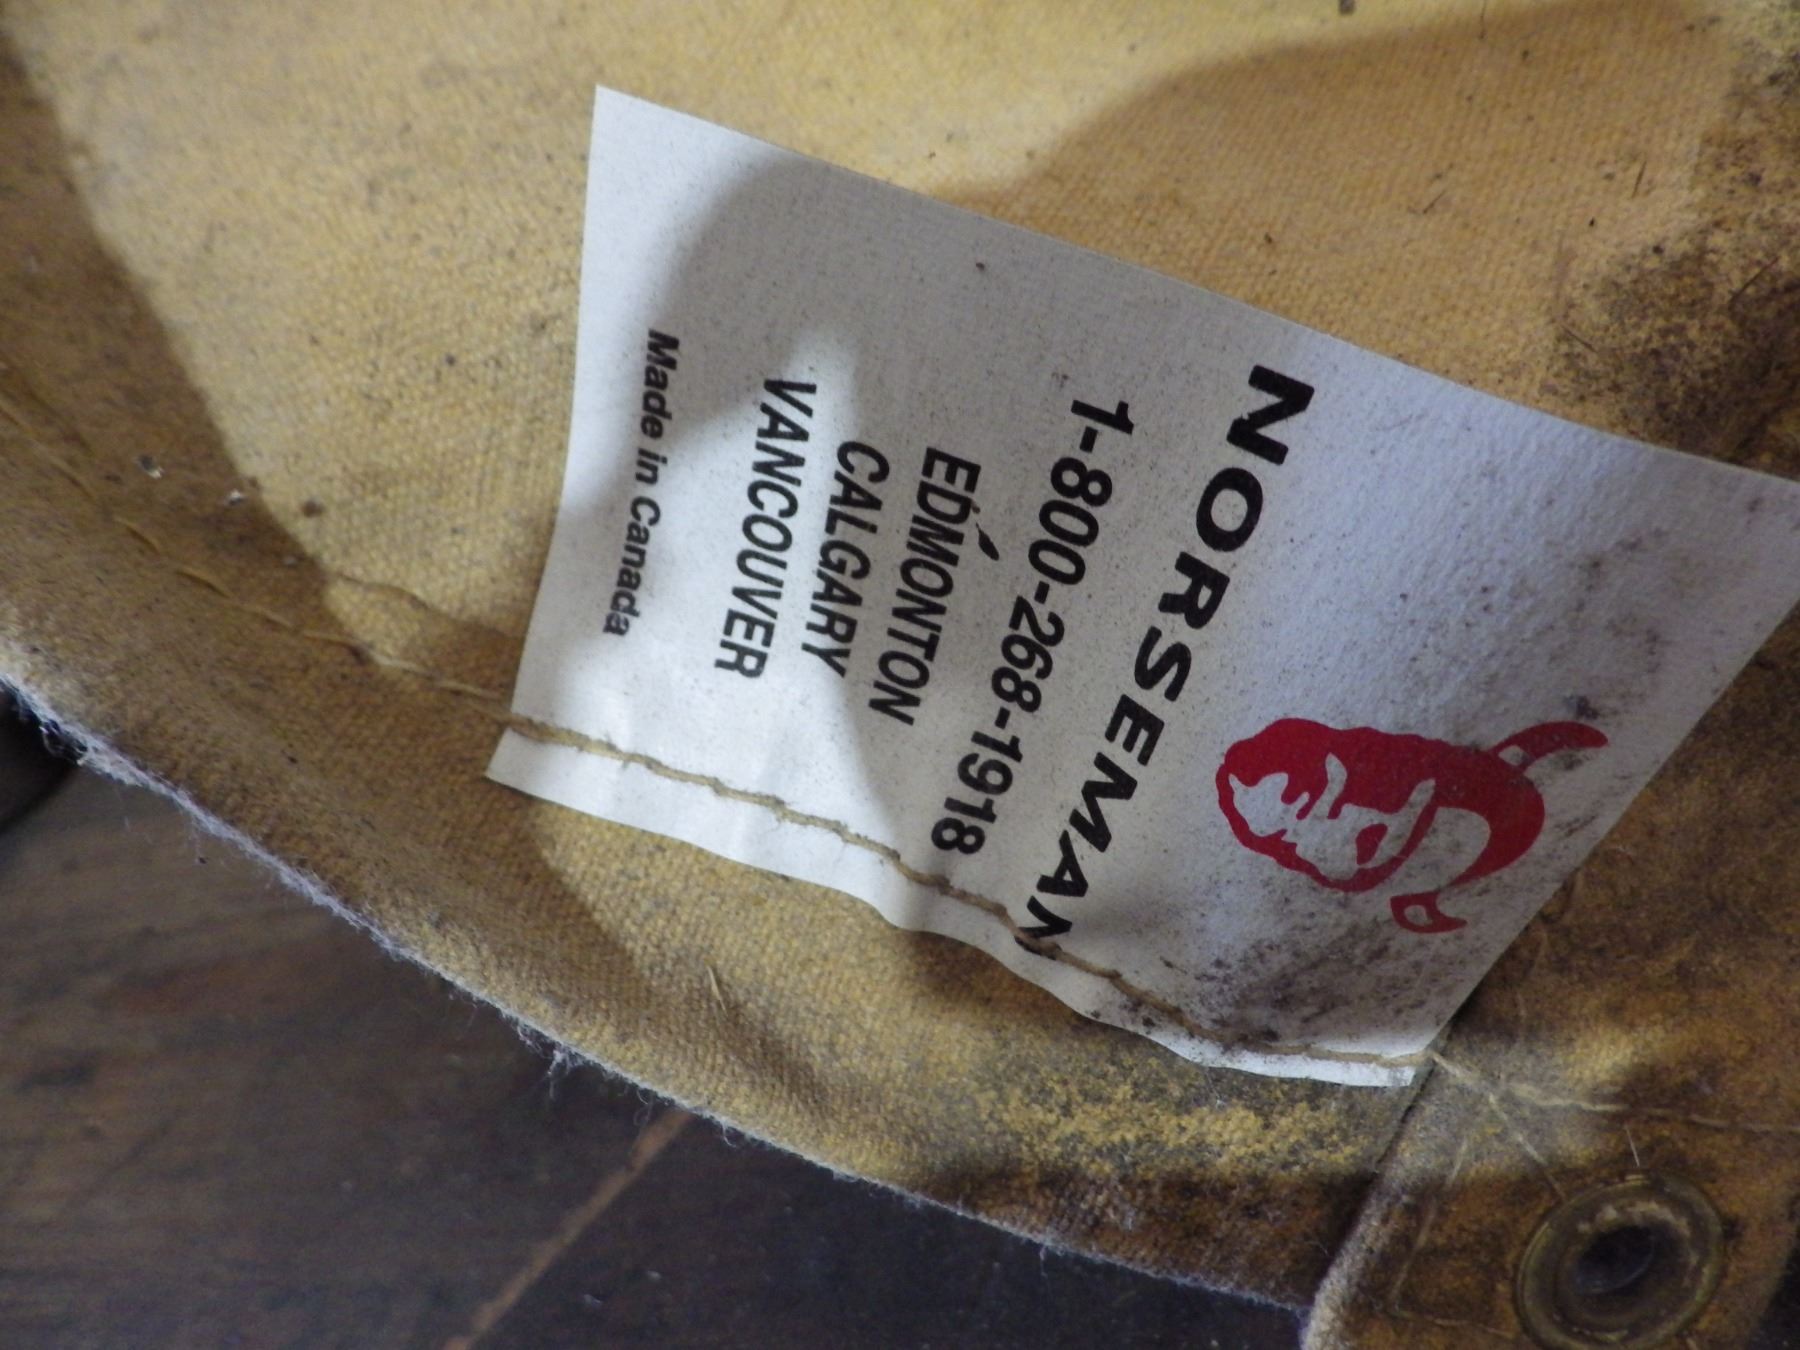 NORSEMAN
1-800-268-1918
EDMONTON
CALGARY
VANCOUVER
Made in Canada